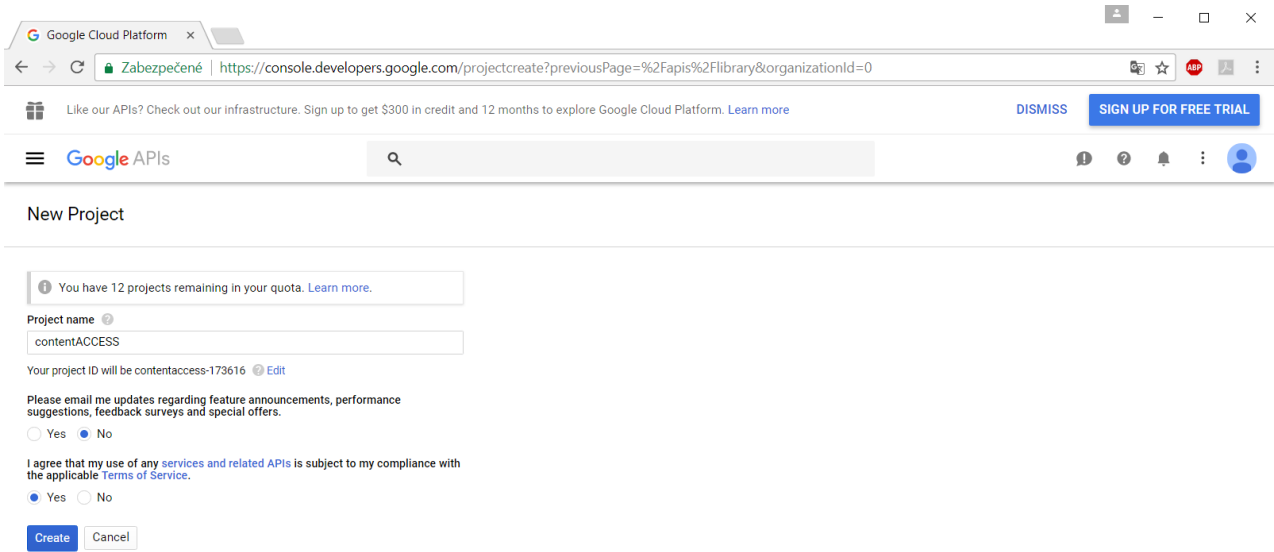 Google Cloud Platform
Zabezpečené | https://console.developers.google.com/projectcreate?previousPage=%2Fapis%2Flibrary&organizationId=0
ABP
Like our APIs? Check out our infrastructure. Sign up to get $300 in credit and 12 months to explore Google Cloud Platform. Learn more
DISMISS
SIGN UP FOR FREE TRIAL
Google APIs
New Project
You have 12 projects remaining in your quota. Learn more.
Project name
contentACCESS
Your project ID will be contentaccess-173616 Edit
Please email me updates regarding feature announcements, performance
suggestions, feedback surveys and special offers.
Yes No
I agree that my use of any services and related APIs is subject to my compliance with
the applicable Terms of Service.
Yes No
Create Cancel